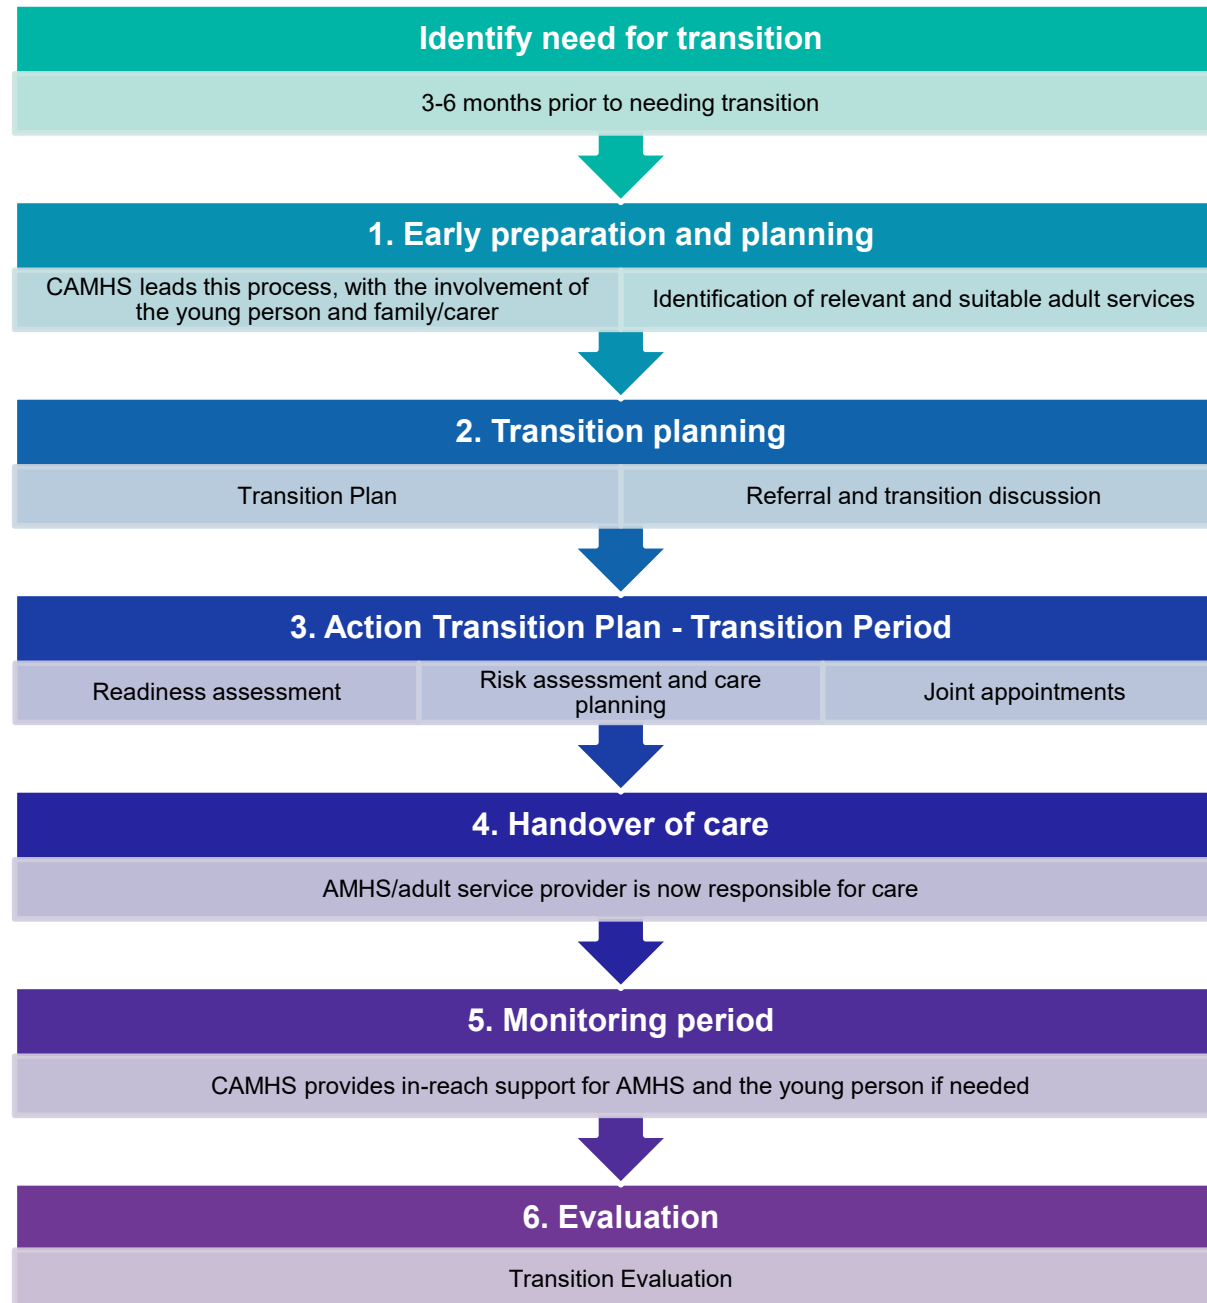 Identify need for transition
3-6 months prior to needing transition
1. Early preparation and planning
CAMHS leads this process, with the involvement of
the young person and family/carer
Identification of relevant and suitable adult services
2. Transition planning
Transition Plan
Referral and transition discussion
3. Action Transition Plan - Transition Period
Readiness assessment
Risk assessment and care
planning
Joint appointments
4. Handover of care
AMHS/adult service provider is now responsible for care
5. Monitoring period
CAMHS provides in-reach support for AMHS and the young person if needed
6. Evaluation
Transition Evaluation